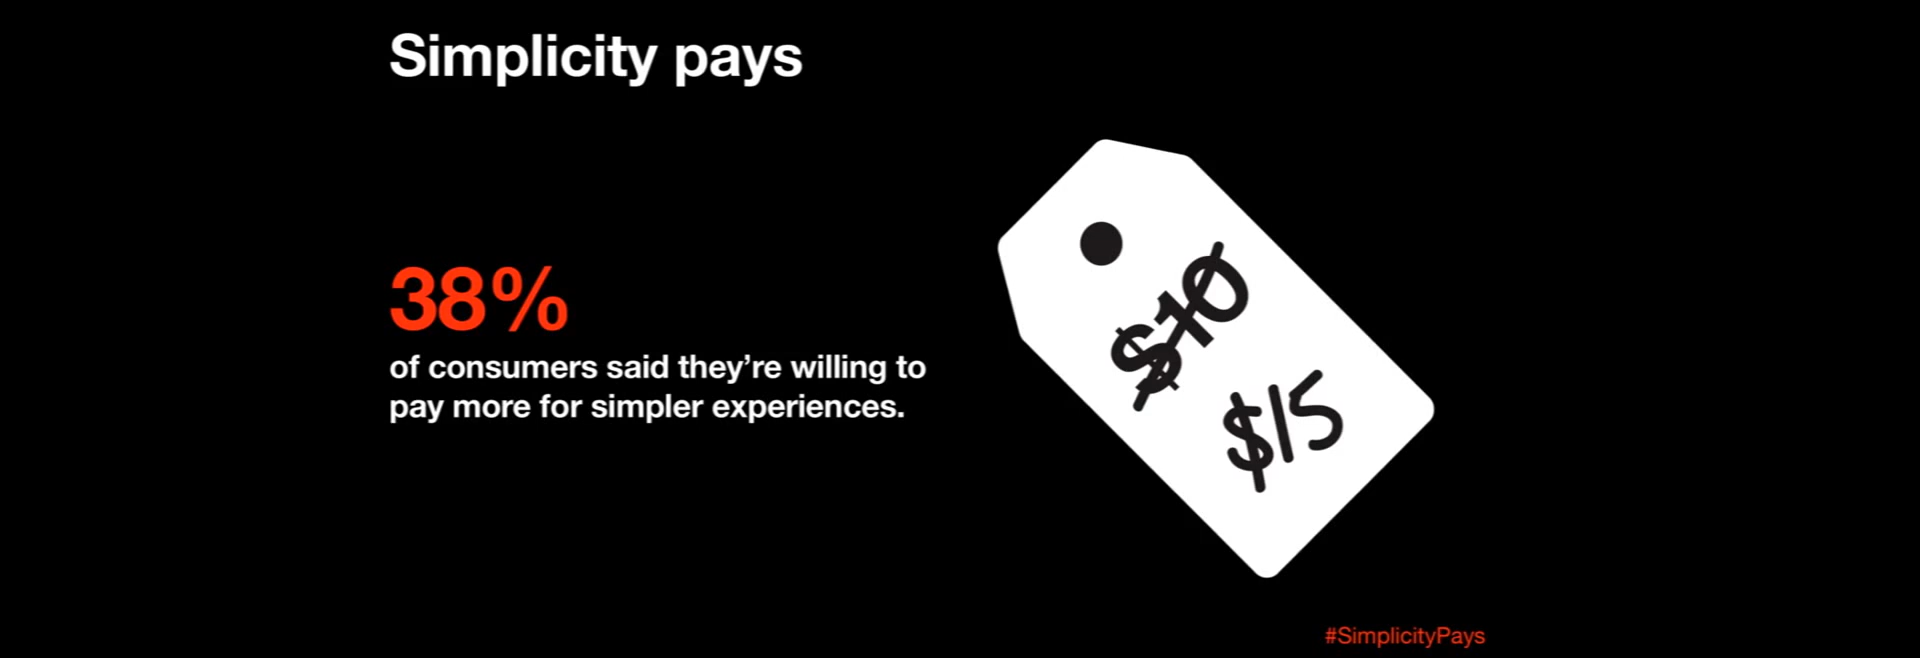 Simplicity pays
38%
of consumers said they’re willing to
pay more for simpler experiences.
$10
$15
#SimplicityPays